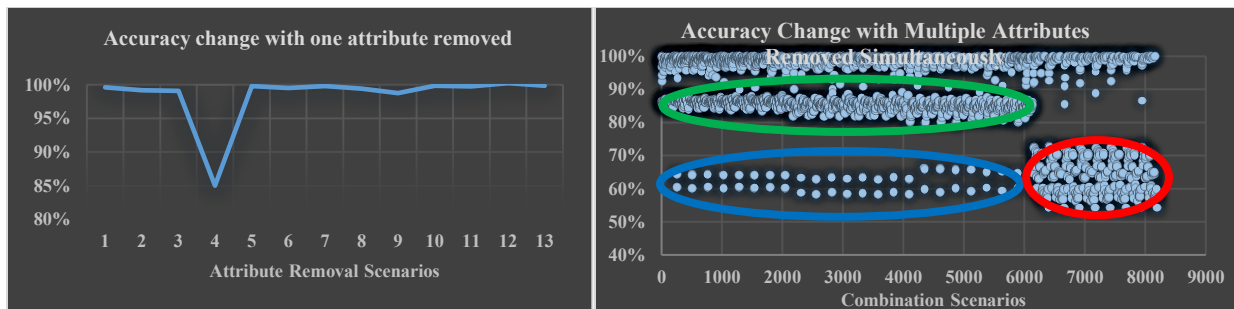 Accuracy change with one attribute removed
100%
95%
90%
85%
80%
1 2 3 4 5 6 7 8 9 10 11 12 13
Attribute Removal Scenarios
Accuracy Change with Multiple Attributes
Removed Simultaneously
100%
90%
80%
70%
60%
50%
40%
0 1000 2000 3000 4000 5000 6000 7000 8000 9000
Combination Scenarios